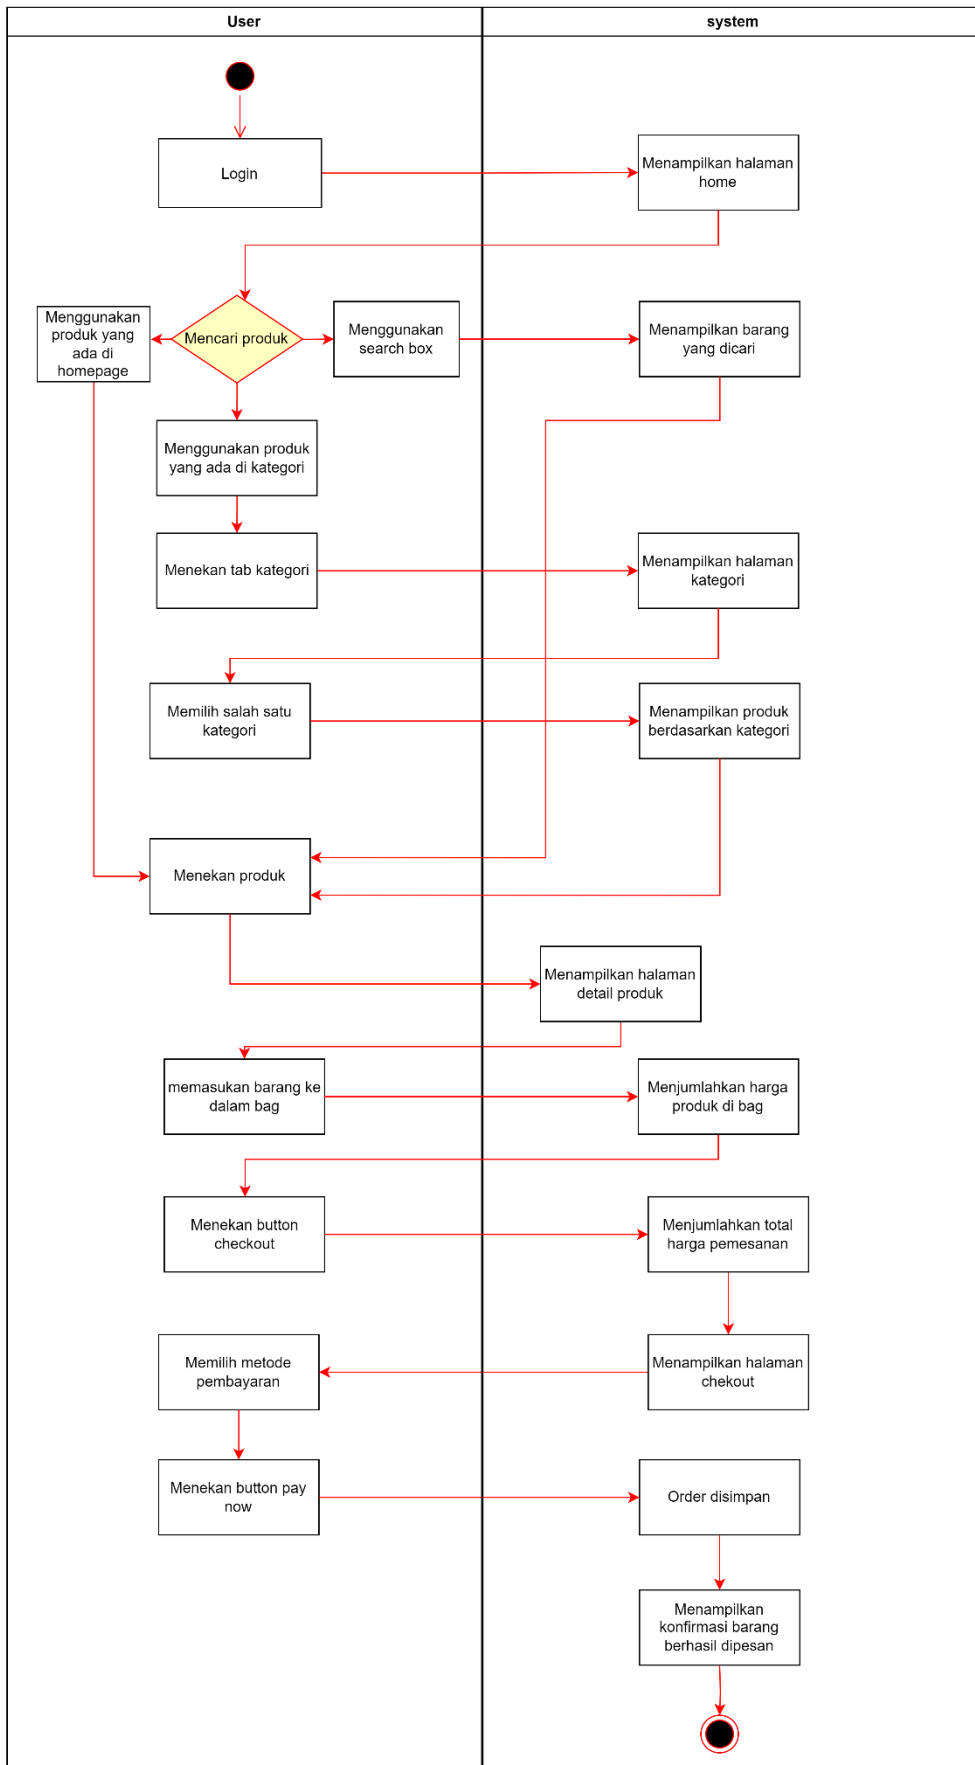 User
system
Login
Menampilkan halaman
home
Menggunakan
produk yang
ada di
homepage
Mencari produk
Menggunakan
search box
Menampilkan barang
yang dicari
Menggunakan produk
yang ada di kategori
Menekan tab kategori
Menampilkan halaman
kategori
Memilih salah satu
kategori
Menampilkan produk
berdasarkan kategori
Menekan produk
Menampilkan halaman
detail produk
memasukan barang ke
dalam bag
Menjumlahkan harga
produk di bag
Menekan button
checkout
Menjumlahkan total
harga pemesanan
Memilih metode
pembayaran
Menampilkan halaman
chekout
Menekan button pay
now
Order disimpan
Menampilkan
konfirmasi barang
berhasil dipesan